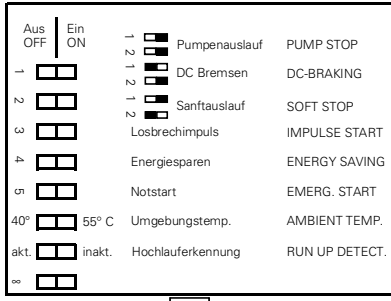 Aus Ein
OFF ON
1 Pumpenauslauf PUMP STOP
2
1 1 DC Bremsen DC-BRAKING
2
2 1 Sanftauslauf SOFT STOP
2
3 Losbrechimpuls IMPULSE START
4 Energiesparen ENERGY SAVING
5 Notstart EMERG. START
40° 55° C Umgebungstemp. AMBIENT TEMP.
akt. inakt. Hochlauferkennung RUN UP DETECT.
8